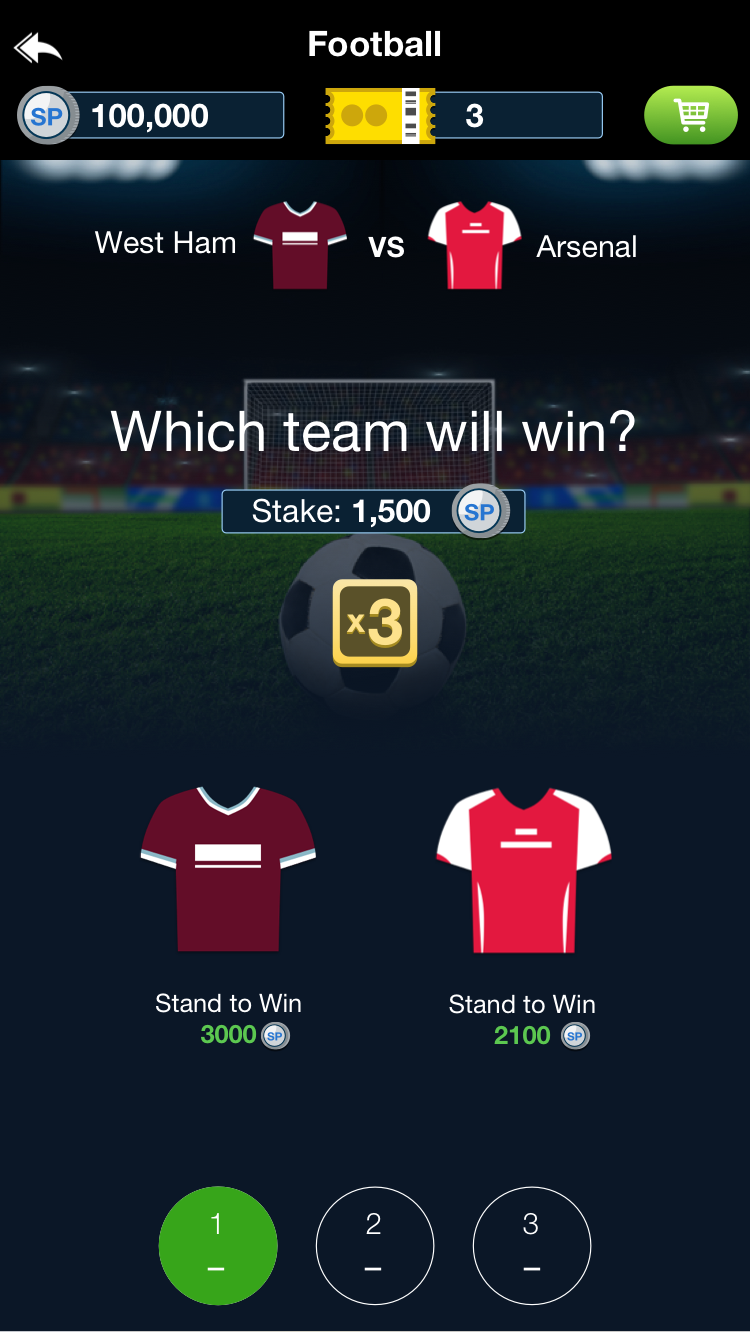 Football
SP 100,000 3
West Ham vs Arsenal
Which team will win?
Stake: 1,500 SP
x3
Stand to Win Stand to Win
3000 SP 2100 SP
1 2 3
– – –